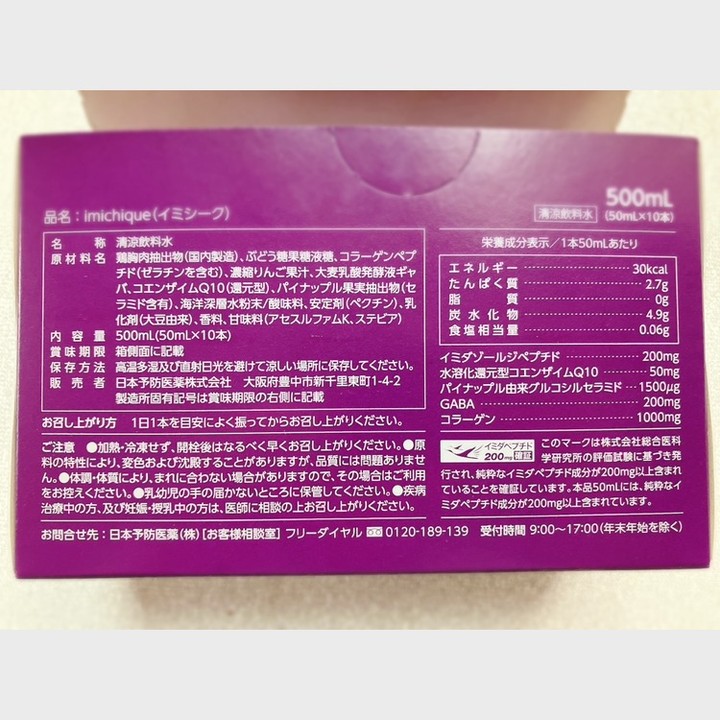 500mL
品名：imichique(イミシーク)
清涼飲料水 (50mL×10本)
名称 清涼飲料水
原材料名 鶏胸肉抽出物(国内製造)、ぶどう糖果糖液糖、コラーゲンペプ
チド(ゼラチンを含む)、濃縮りんご果汁、大麦乳酸発酵液ギャ
バ、コエンザイムQ10(還元型)、パイナップル果実抽出物(セ
ラミド含有)、海洋深層水粉末/酸味料、安定剤(ペクチン)、乳
化剤(大豆由来)、香料、甘味料(アセスルファムK、ステビア)
内容量 500mL(50mL×10本)
賞味期限 箱側面に記載
保存方法 高温多湿及び直射日光を避けて涼しい場所に保存してください。
販売者 日本予防医薬株式会社 大阪府豊中市新千里東町1-4-2
製造所固有記号は賞味期限の右側に記載
お召し上がり方 1日1本を目安によく振ってからお召し上がりください。
ご注意 ●加熱・冷凍せず、開栓後はなるべく早くお召し上がりください。●原
料の特性により、変色および沈殿することがありますが、品質には問題ありませ
ん。●体調・体質により、まれに合わない場合がありますので、その場合はご利用
をお控えください。●乳幼児の手の届かないところに保管してください。●疾病
治療中の方、及び妊娠・授乳中の方は、医師に相談の上お召し上がりください。
栄養成分表示/1本50mLあたり
エネルギー 30kcal
たんぱく質 2.7g
脂質 0g
炭水化物 4.9g
食塩相当量 0.06g
イミダゾールジペプチド 200mg
水溶化還元型コエンザイムQ10 50mg
パイナップル由来グルコシルセラミド 1500μg
GABA 200mg
コラーゲン 1000mg
イミダペプチド
200mg 確証
このマークは株式会社総合医科
学研究所の評価試験に基づき発
行され、純粋なイミダペプチド成分が200mg以上含まれ
ていることを確証しています。本品50mLには、純粋なイ
ミダペプチド成分が200mg以上含まれています。
お問合せ先：日本予防医薬(株)[お客様相談室] フリーダイヤル 0120-189-139 受付時間 9:00〜17:00(年末年始を除く)